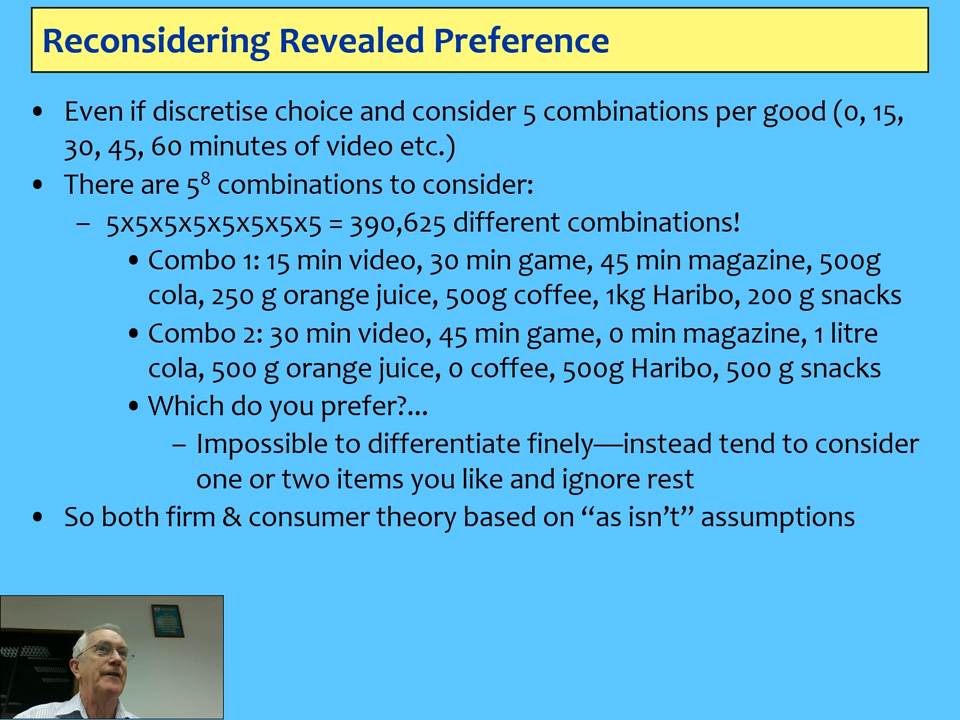 Reconsidering Revealed Preference
• Even if discretise choice and consider 5 combinations per good (0, 15,
30, 45, 60 minutes of video etc.)
• There are 5⁸ combinations to consider:
– 5x5x5x5x5x5x5x5 = 390,625 different combinations!
• Combo 1: 15 min video, 30 min game, 45 min magazine, 500g
cola, 250 g orange juice, 500g coffee, 1kg Haribo, 200 g snacks
• Combo 2: 30 min video, 45 min game, 0 min magazine, 1 litre
cola, 500 g orange juice, 0 coffee, 500g Haribo, 500 g snacks
• Which do you prefer?...
– Impossible to differentiate finely—instead tend to consider
one or two items you like and ignore rest
• So both firm & consumer theory based on “as isn’t” assumptions